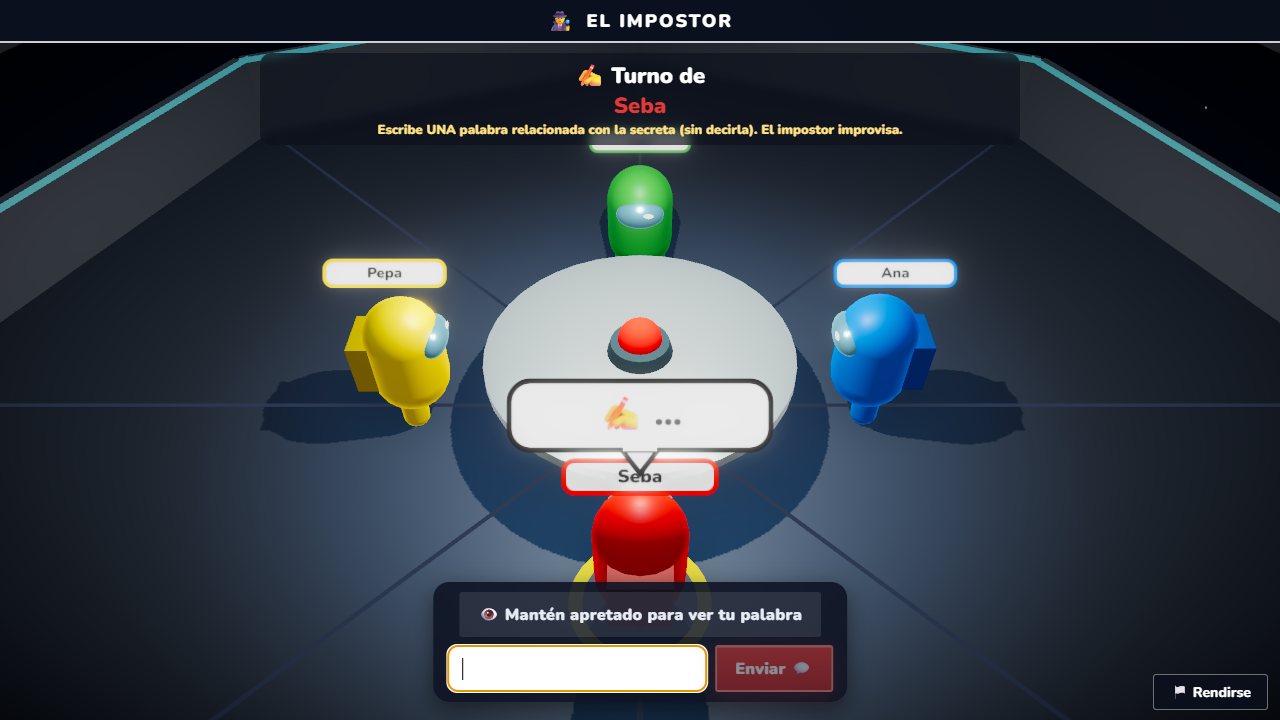 EL IMPOSTOR
Turno de
Seba
Escribe UNA palabra relacionada con la secreta (sin decirla). El impostor improvisa.
Pepa
Ana
...
Seba
Mantén apretado para ver tu palabra
Enviar
Rendirse